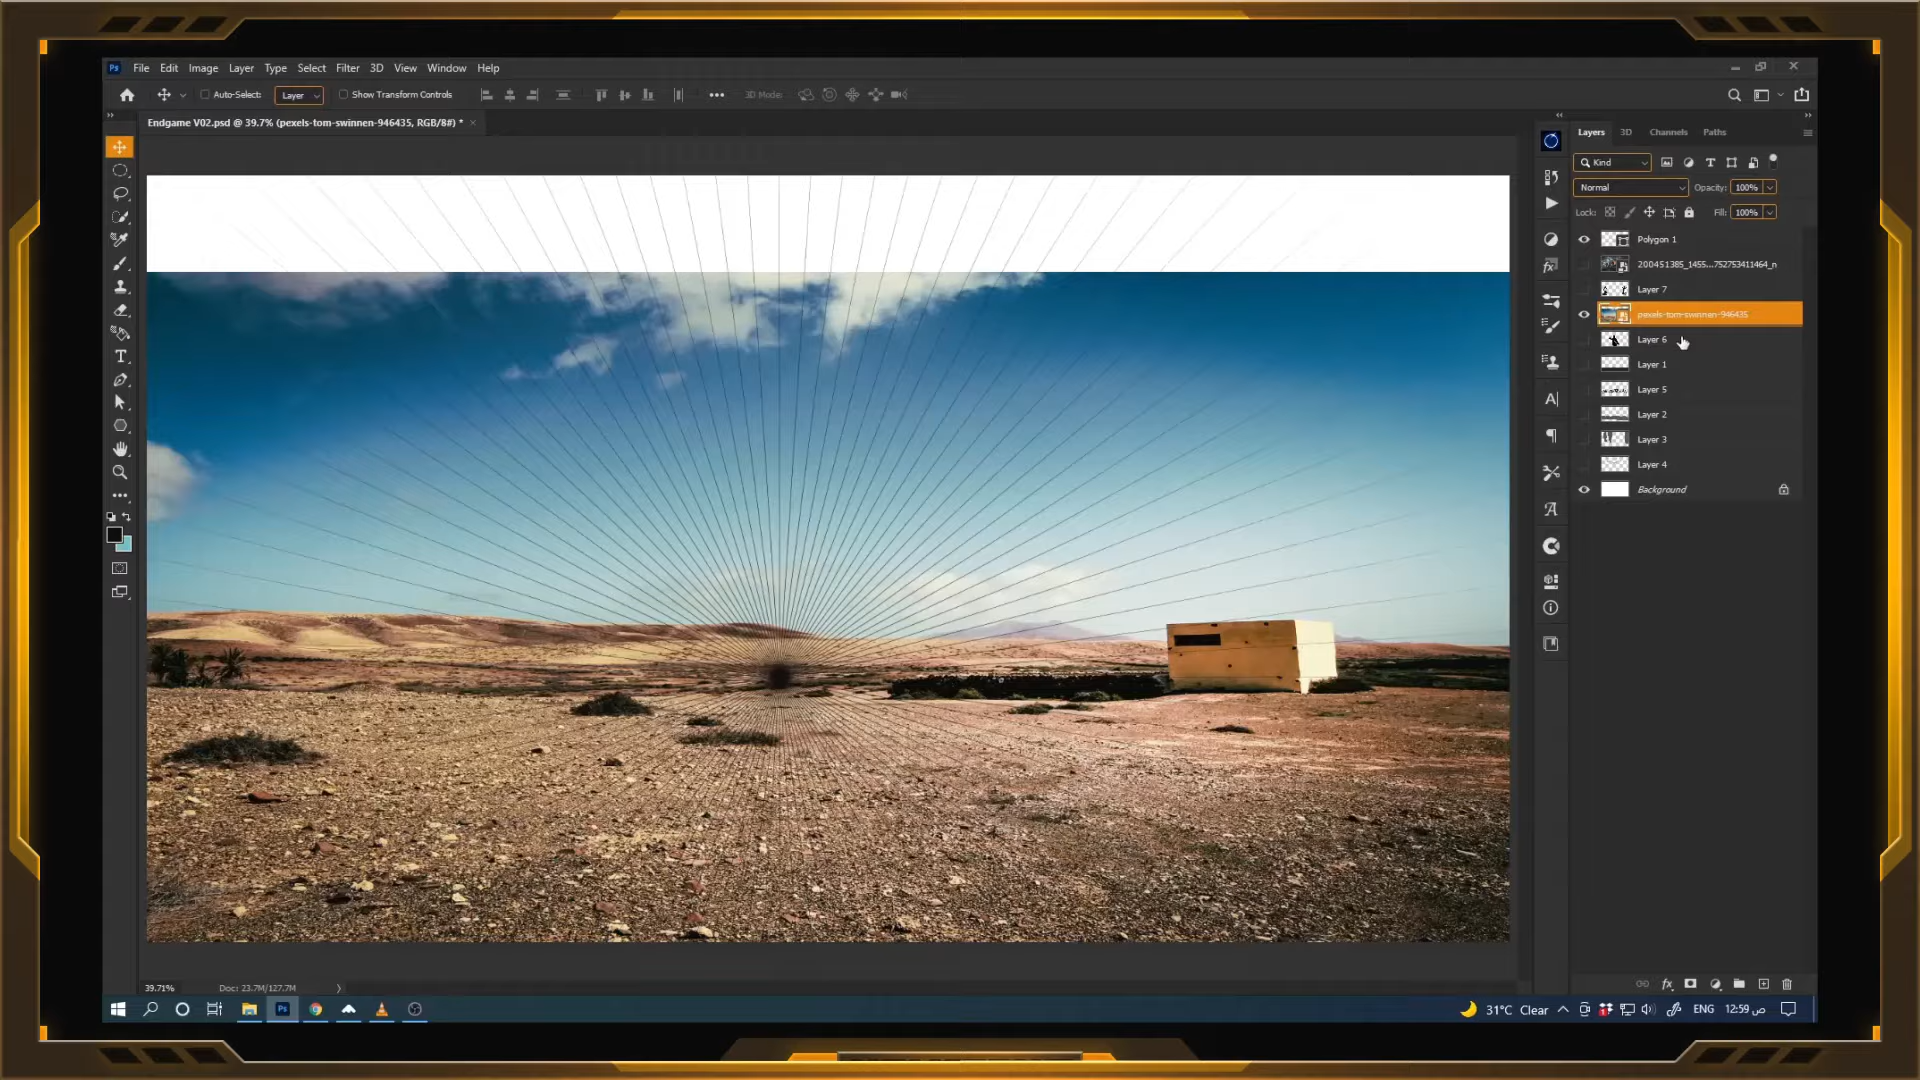 Ps File Edit Image Layer Type Select Filter 3D View Window Help
Auto-Select: Layer Show Transform Controls 3D Mode:
Endgame V02.psd @ 39.7% (pexels-tom-swinnen-946435, RGB/8#) *
Layers 3D Channels Paths
Kind
Normal Opacity: 100%
Lock: Fill: 100%
Polygon 1
200451385_1455...752753411464_n
Layer 7
pexels-tom-swinnen-946435
Layer 6
Layer 1
Layer 5
Layer 2
Layer 3
Layer 4
Background
39.71% Doc: 23.7M/127.7M
Ps 31°C Clear ENG 12:59 ص